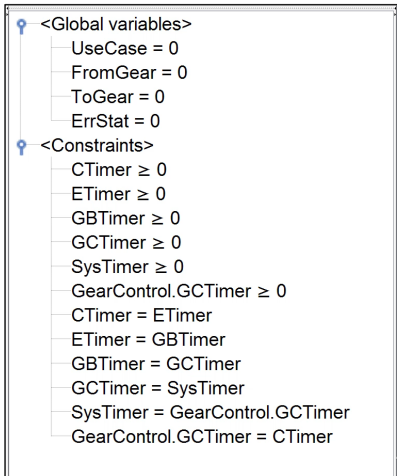 <Global variables>
UseCase = 0
FromGear = 0
ToGear = 0
ErrStat = 0
<Constraints>
CTimer ≥ 0
ETimer ≥ 0
GBTimer ≥ 0
GCTimer ≥ 0
SysTimer ≥ 0
GearControl.GCTimer ≥ 0
CTimer = ETimer
ETimer = GBTimer
GBTimer = GCTimer
GCTimer = SysTimer
SysTimer = GearControl.GCTimer
GearControl.GCTimer = CTimer